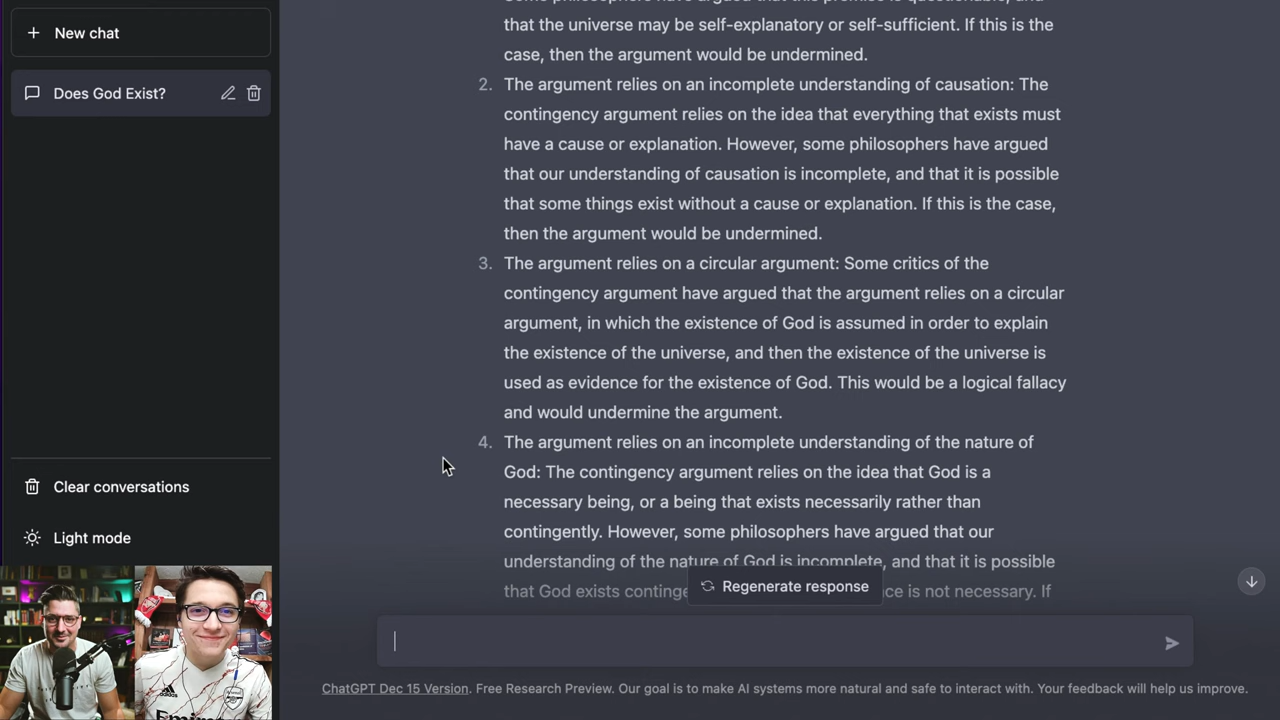 New chat
Does God Exist?
that the universe may be self-explanatory or self-sufficient. If this is the
case, then the argument would be undermined.
2. The argument relies on an incomplete understanding of causation: The
contingency argument relies on the idea that everything that exists must
have a cause or explanation. However, some philosophers have argued
that our understanding of causation is incomplete, and that it is possible
that some things exist without a cause or explanation. If this is the case,
then the argument would be undermined.
3. The argument relies on a circular argument: Some critics of the
contingency argument have argued that the argument relies on a circular
argument, in which the existence of God is assumed in order to explain
the existence of the universe, and then the existence of the universe is
used as evidence for the existence of God. This would be a logical fallacy
and would undermine the argument.
4. The argument relies on an incomplete understanding of the nature of
God: The contingency argument relies on the idea that God is a
necessary being, or a being that exists necessarily rather than
contingently. However, some philosophers have argued that our
understanding of the nature of God is incomplete, and that it is possible
that God exists ce is not necessary. If
Regenerate response
Clear conversations
Light mode
adidas
Emirates
ChatGPT Dec 15 Version. Free Research Preview. Our goal is to make AI systems more natural and safe to interact with. Your feedback will help us improve.